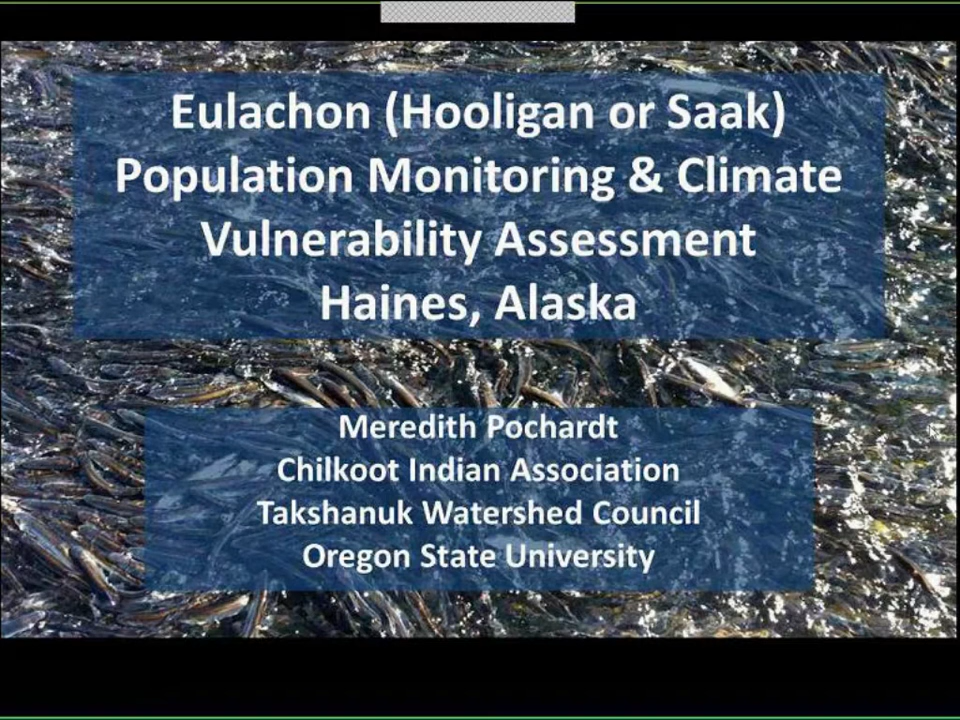 Eulachon (Hooligan or Saak)
Population Monitoring & Climate
Vulnerability Assessment
Haines, Alaska
Meredith Pochardt
Chilkoot Indian Association
Takshanuk Watershed Council
Oregon State University